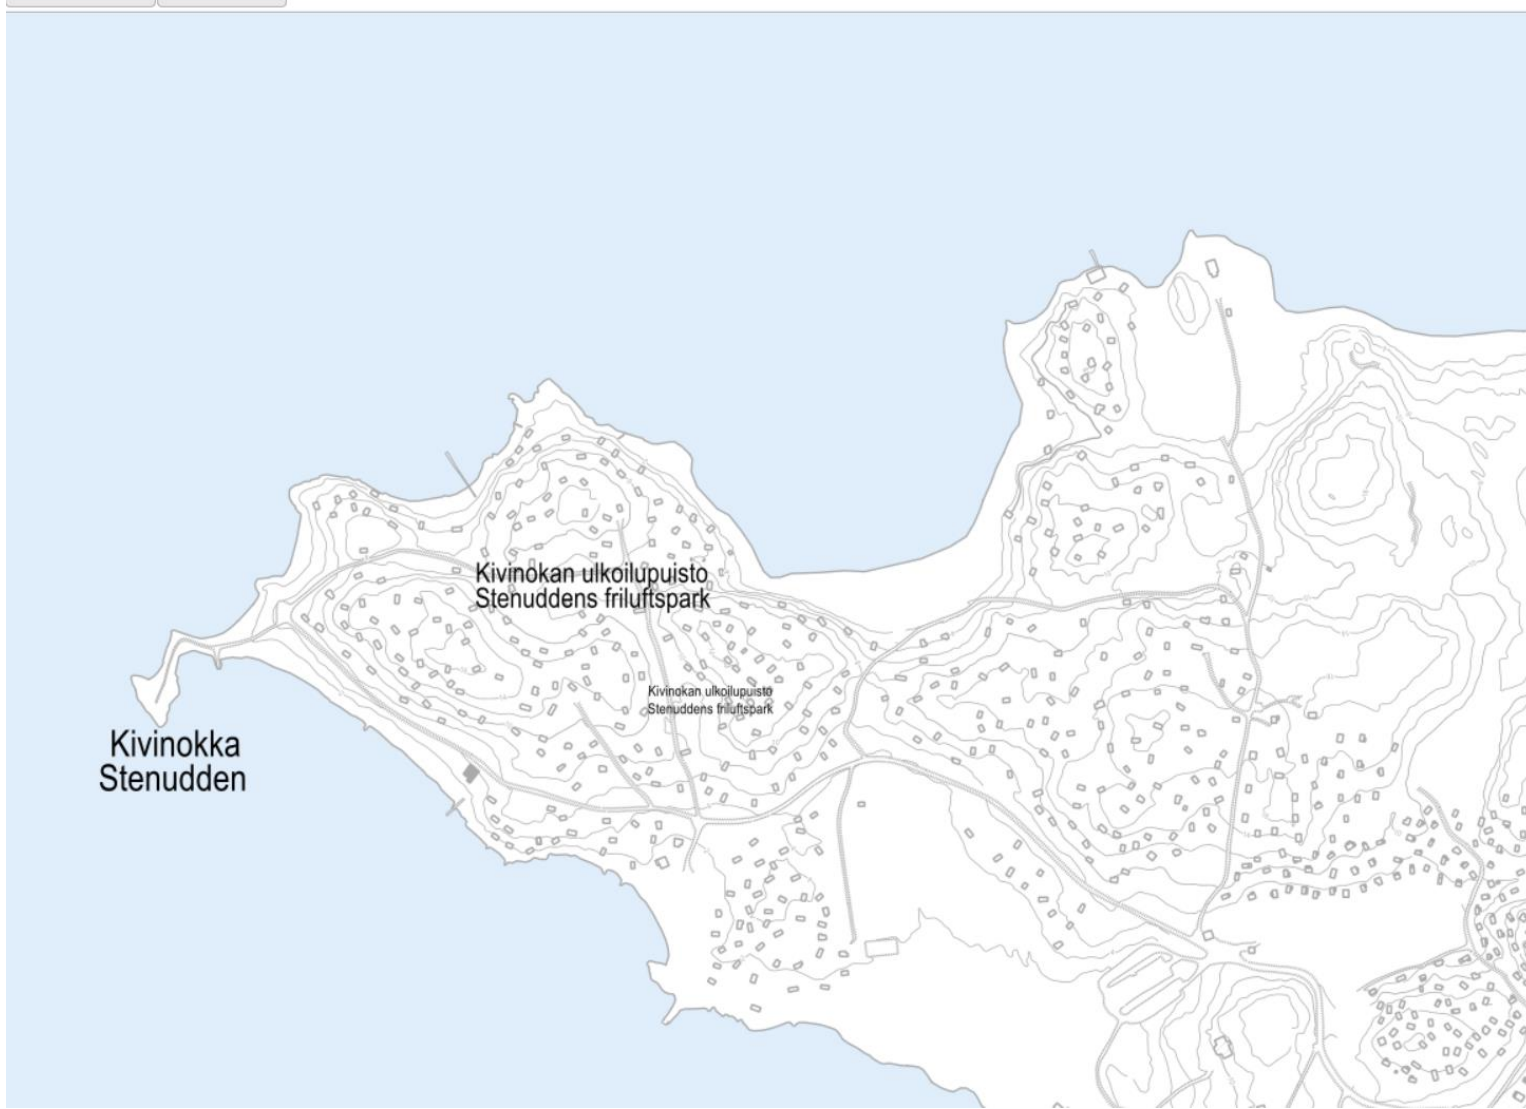 Kivinokan ulkoilupuisto
Stenuddens friluftspark
Kivinokan ulkoilupuisto
Stenuddens friluftspark
Kivinokka
Stenudden